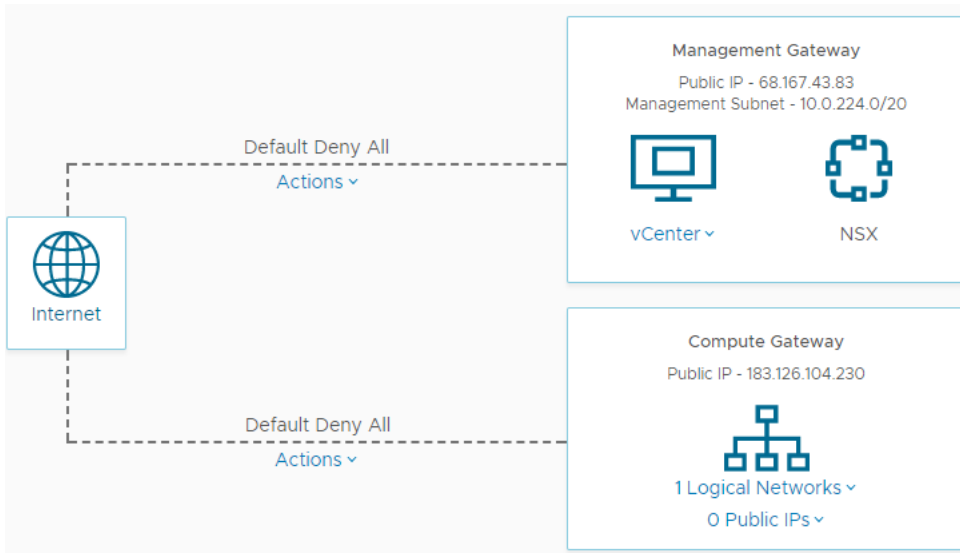 Management Gateway
Public IP - 68.167.43.83
Management Subnet - 10.0.224.0/20
Default Deny All
Actions
vCenter
NSX
Internet
Compute Gateway
Public IP - 183.126.104.230
Default Deny All
Actions
1 Logical Networks
0 Public IPs